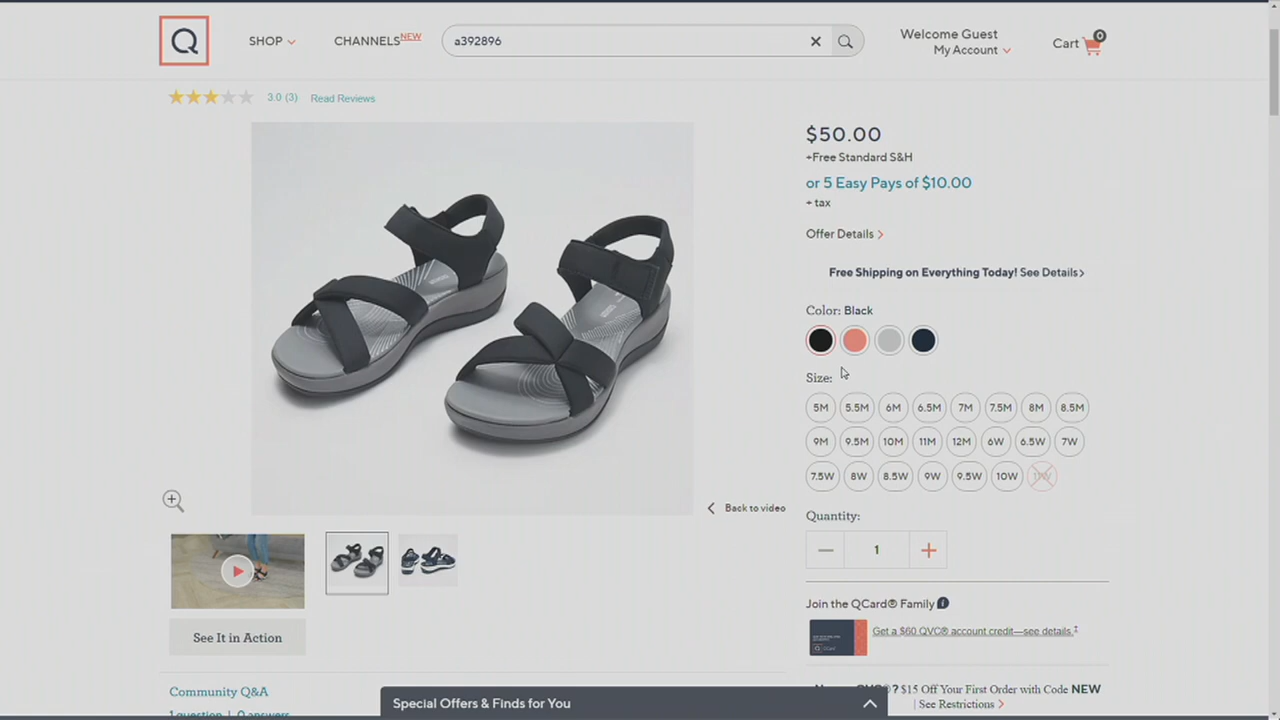 Q
SHOP
CHANNELS NEW
a392896
Welcome Guest
My Account
Cart 0
3.0 (3) Read Reviews
$50.00
+Free Standard S&H
or 5 Easy Pays of $10.00
+ tax
Offer Details
Free Shipping on Everything Today! See Details
Color: Black
Size:
5M 5.5M 6M 6.5M 7M 7.5M 8M 8.5M
9M 9.5M 10M 11M 12M 6W 6.5W 7W
7.5W 8W 8.5W 9W 9.5W 10W
Back to video
Quantity:
1
See It in Action
Join the QCard® Family
Get a $60 QVC® account credit—see details.‡
Community Q&A
1 question | 0 answers
Special Offers & Finds for You
? $15 Off Your First Order with Code NEW
| See Restrictions